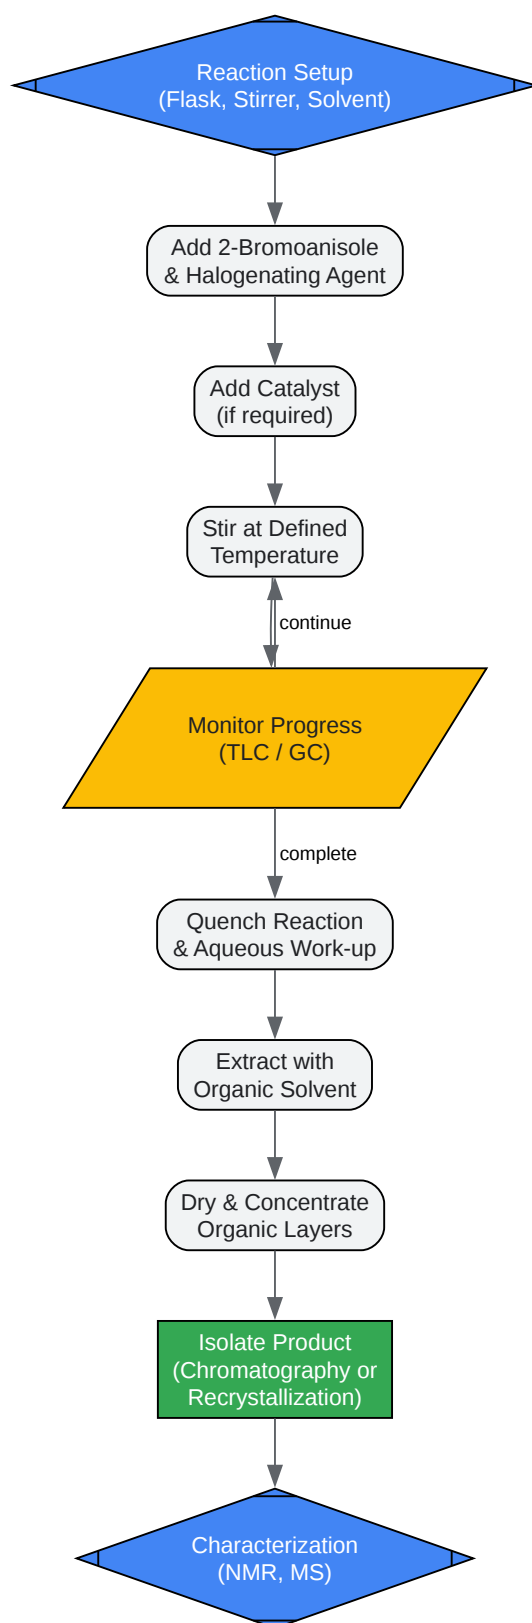 Reaction Setup
(Flask, Stirrer, Solvent)
Add 2-Bromoanisole
& Halogenating Agent
Add Catalyst
(if required)
Stir at Defined
Temperature
continue
Monitor Progress
(TLC / GC)
complete
Quench Reaction
& Aqueous Work-up
Extract with
Organic Solvent
Dry & Concentrate
Organic Layers
Isolate Product
(Chromatography or
Recrystallization)
Characterization
(NMR, MS)